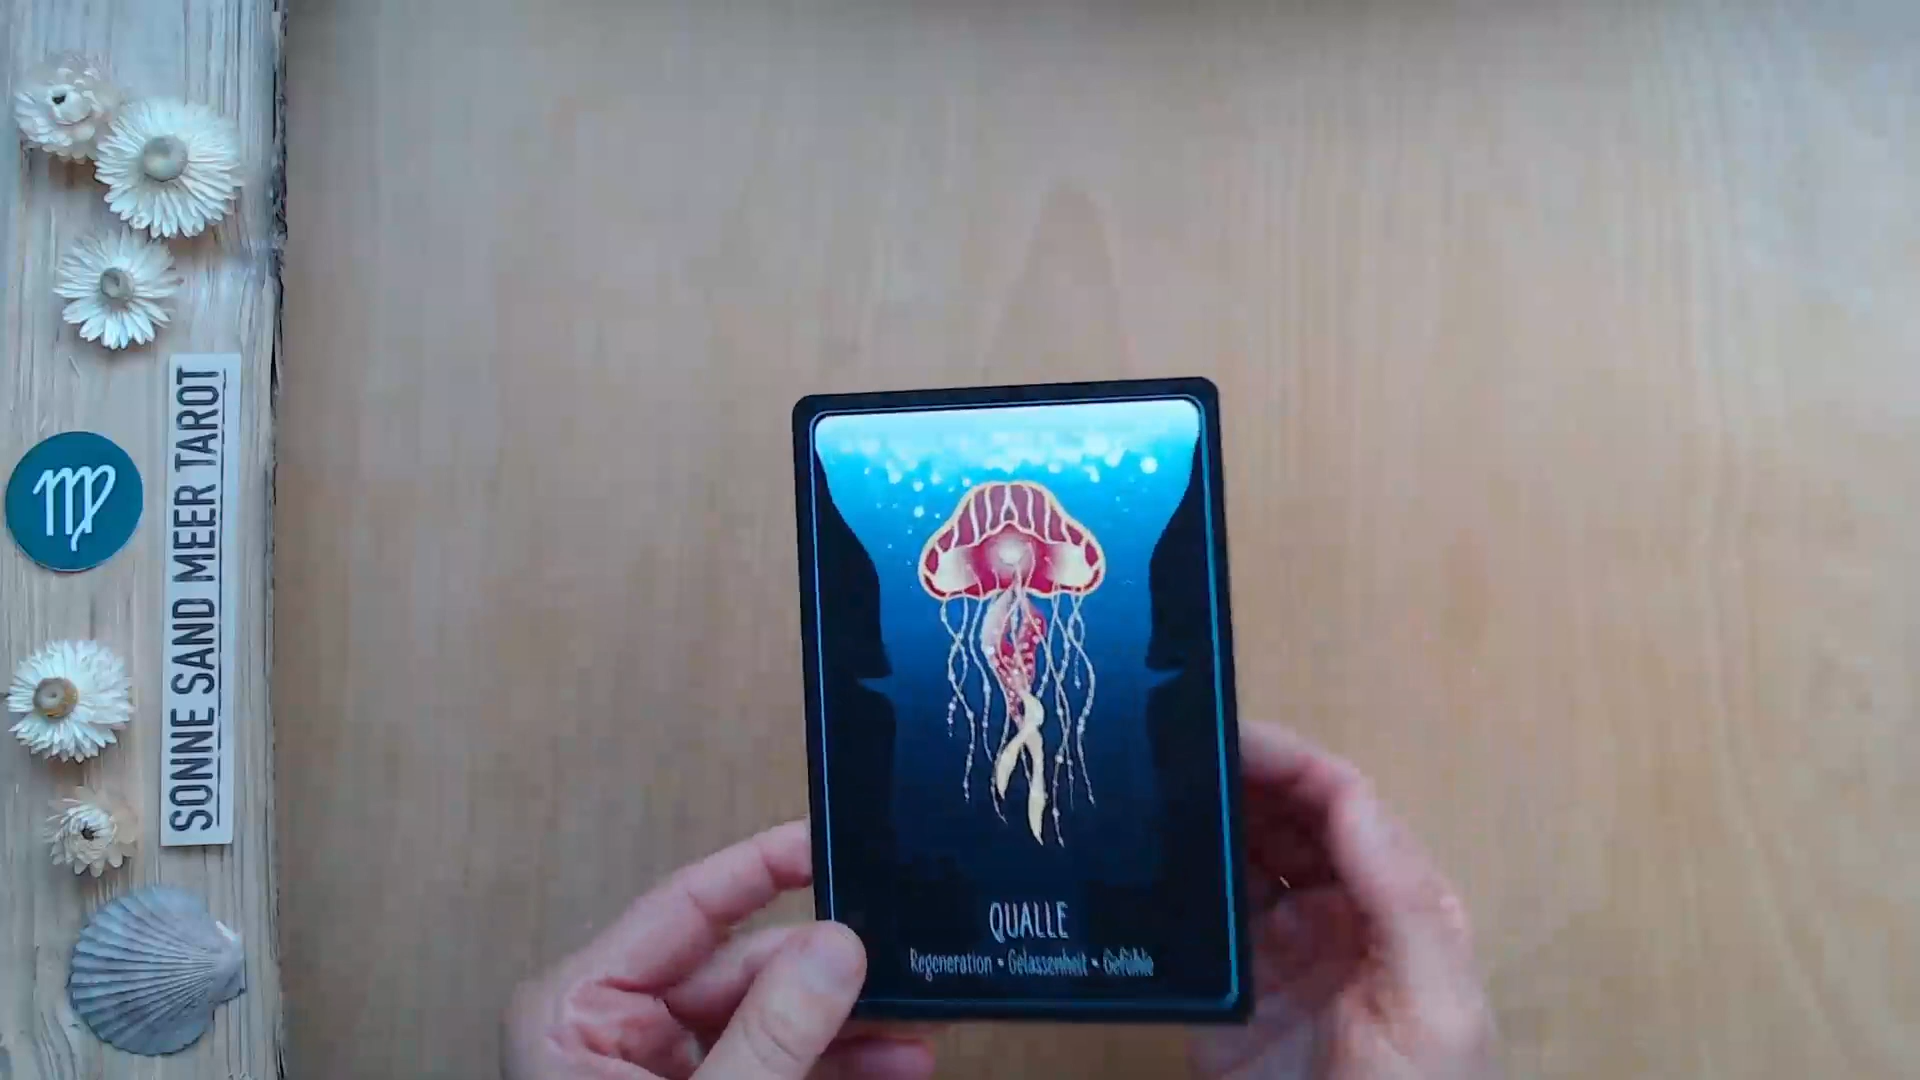 SONNE SAND MEER TAROT
QUALLE
Regeneration • Gelassenheit • Gefühle